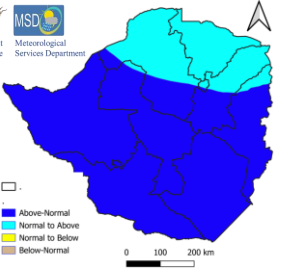 MSD
Meteorological
Services Department
Above-Normal
Normal to Above
Normal to Below
Below-Normal
0 100 200 km